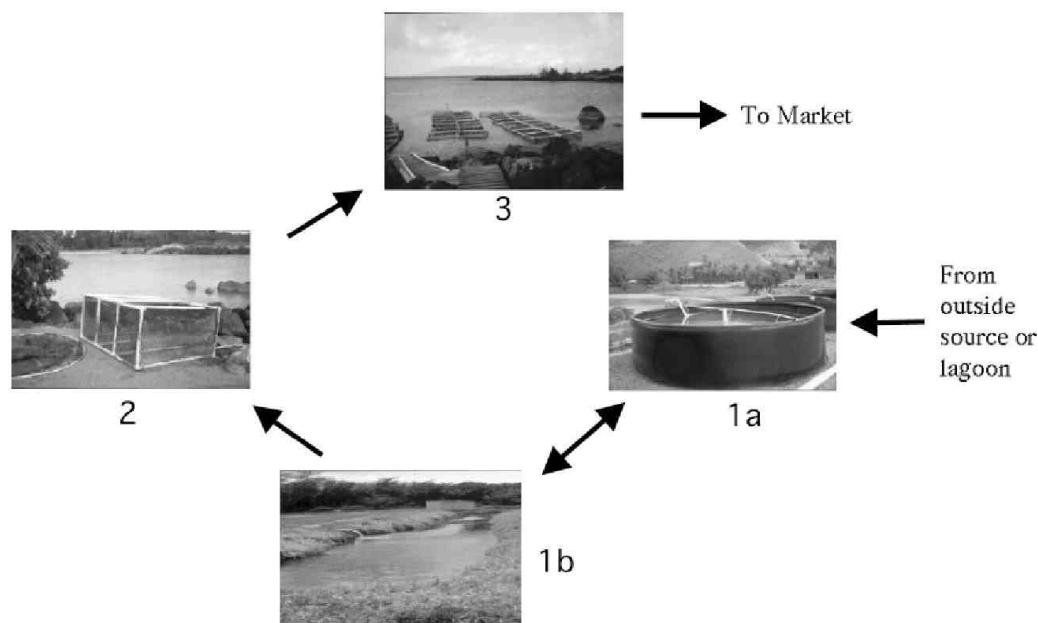 To Market
3
From
outside
source or
lagoon
2
1a
1b